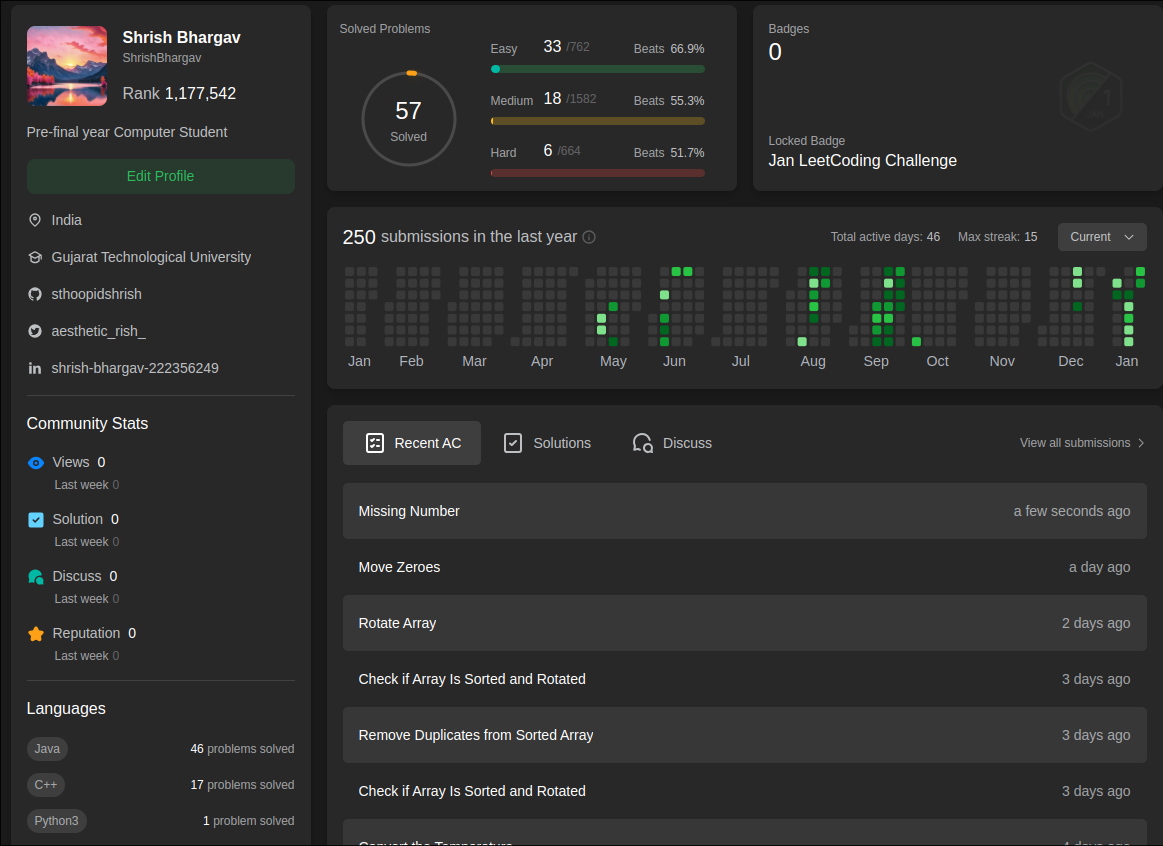 Shrish Bhargav
ShrishBhargav
Rank 1,177,542
Pre-final year Computer Student
Edit Profile
India
Gujarat Technological University
sthoopidshrish
aesthetic_rish_
shrish-bhargav-222356249
Community Stats
Views 0
Last week 0
Solution 0
Last week 0
Discuss 0
Last week 0
Reputation 0
Last week 0
Languages
Java 46 problems solved
C++ 17 problems solved
Python3 1 problem solved
Solved Problems
57
Solved
Easy 33 /762 Beats 66.9%
Medium 18 /1582 Beats 55.3%
Hard 6 /664 Beats 51.7%
Badges
0
Locked Badge
Jan LeetCoding Challenge
250 submissions in the last year
Total active days: 46 Max streak: 15 Current
Jan Feb Mar Apr May Jun Jul Aug Sep Oct Nov Dec Jan
Recent AC Solutions Discuss View all submissions
Missing Number a few seconds ago
Move Zeroes a day ago
Rotate Array 2 days ago
Check if Array Is Sorted and Rotated 3 days ago
Remove Duplicates from Sorted Array 3 days ago
Check if Array Is Sorted and Rotated 3 days ago
Convert the Temperature 4 days ago